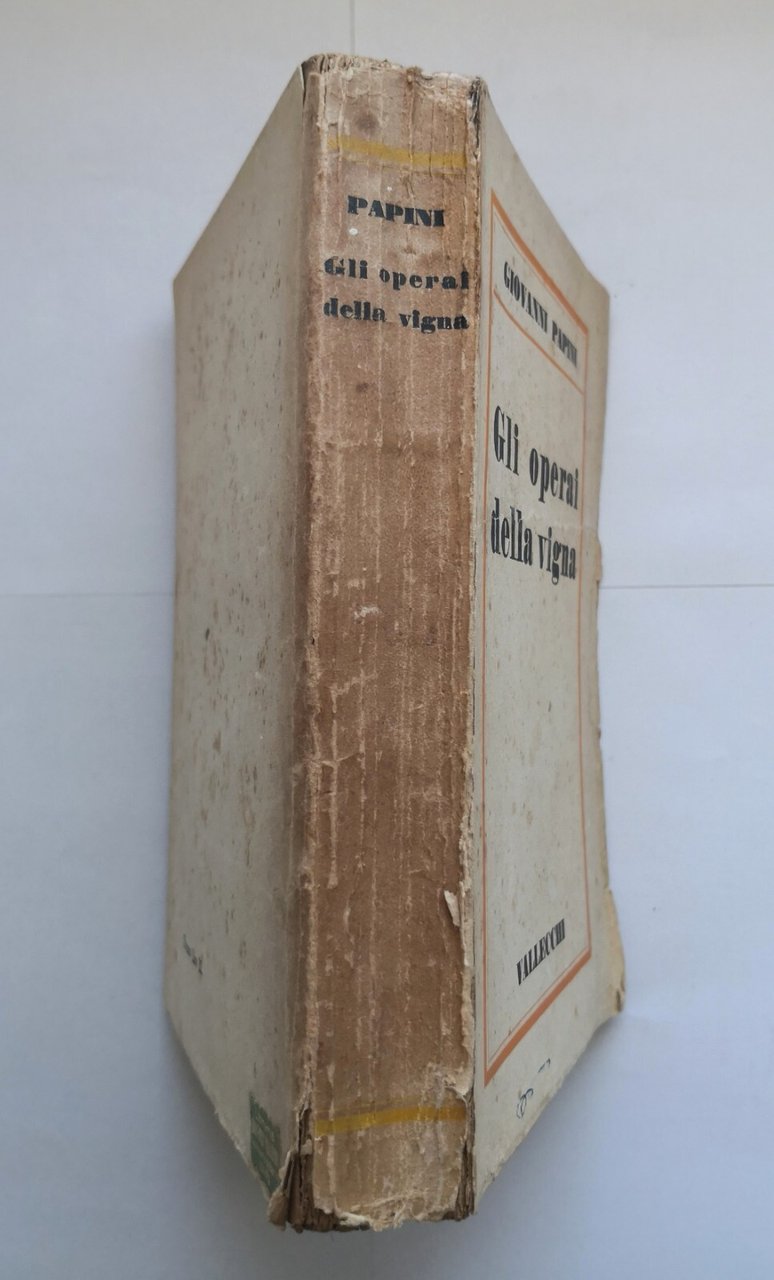 PAPINI
Gli operai
della vigna
GIOVANNI PAPINI
Gli operai
della vigna
VALLECCHI